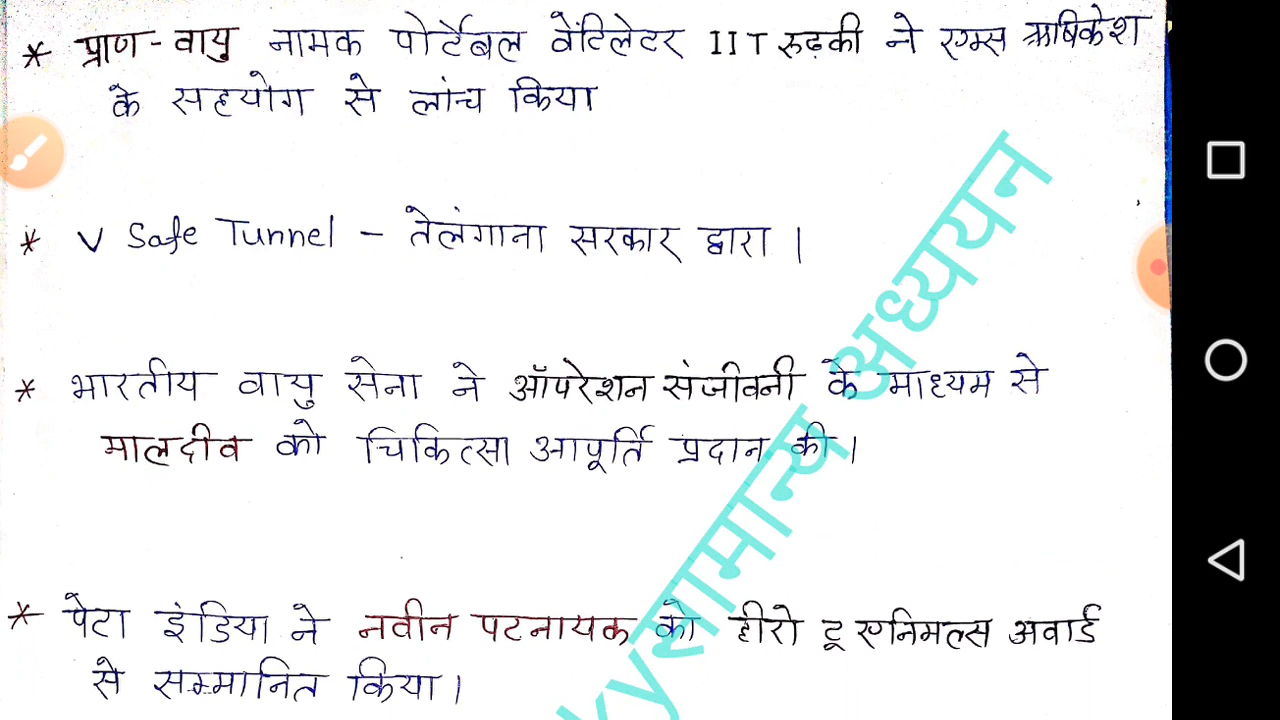 * प्राण-वायु नामक पोर्टेबल वेंटिलेटर IIT रुढ़की ने एम्स ऋषिकेश
के सहयोग से लांच किया
* V Safe Tunnel - तेलंगाना सरकार द्वारा ।
* भारतीय वायु सेना ने ऑपरेशन संजीवनी के माध्यम से
मालदीव को चिकित्सा आपूर्ति प्रदान की ।
* पेटा इंडिया ने नवीन पटनायक को हीरो टू एनिमल्स अवार्ड
से सम्मानित किया ।
kyसामान्य अध्ययन